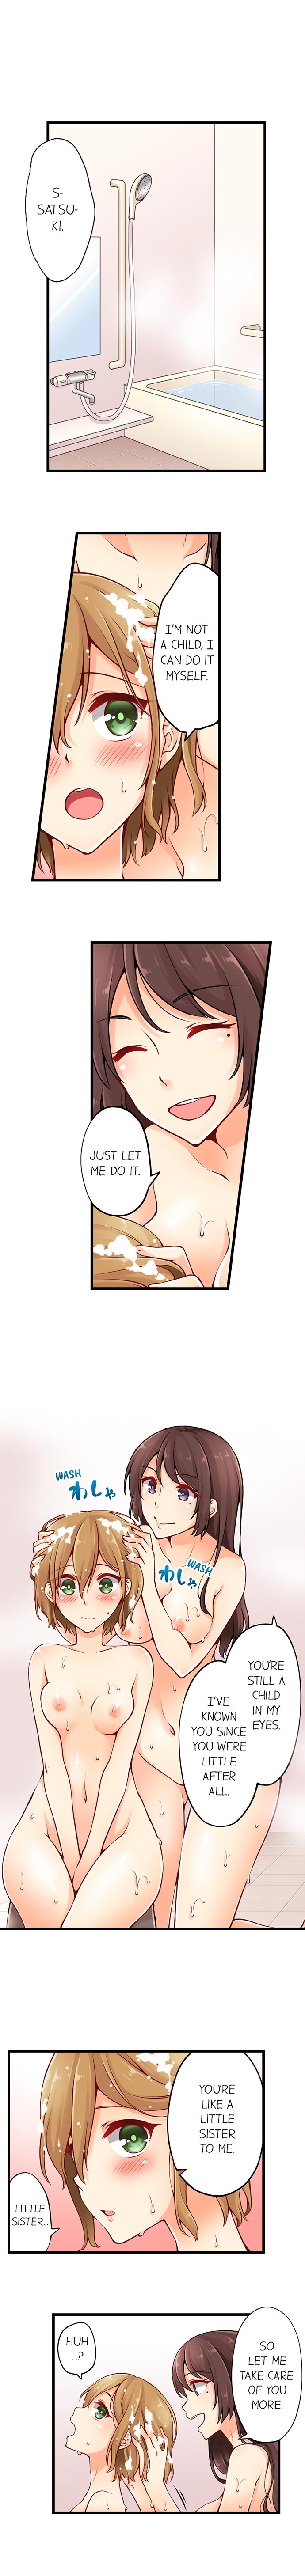 S-
SATSU-
KI.
I'M NOT
A CHILD, I
CAN DO IT
MYSELF.
JUST LET
ME DO IT.
WASH
わしゃ
WASH
わしゃ
YOU'RE
STILL A
CHILD
IN MY
EYES.
I'VE
KNOWN
YOU SINCE
YOU WERE
LITTLE
AFTER
ALL.
YOU'RE
LIKE A
LITTLE
SISTER
TO ME.
LITTLE
SISTER...
SO
LET ME
TAKE CARE
OF YOU
MORE.
HUH
...?